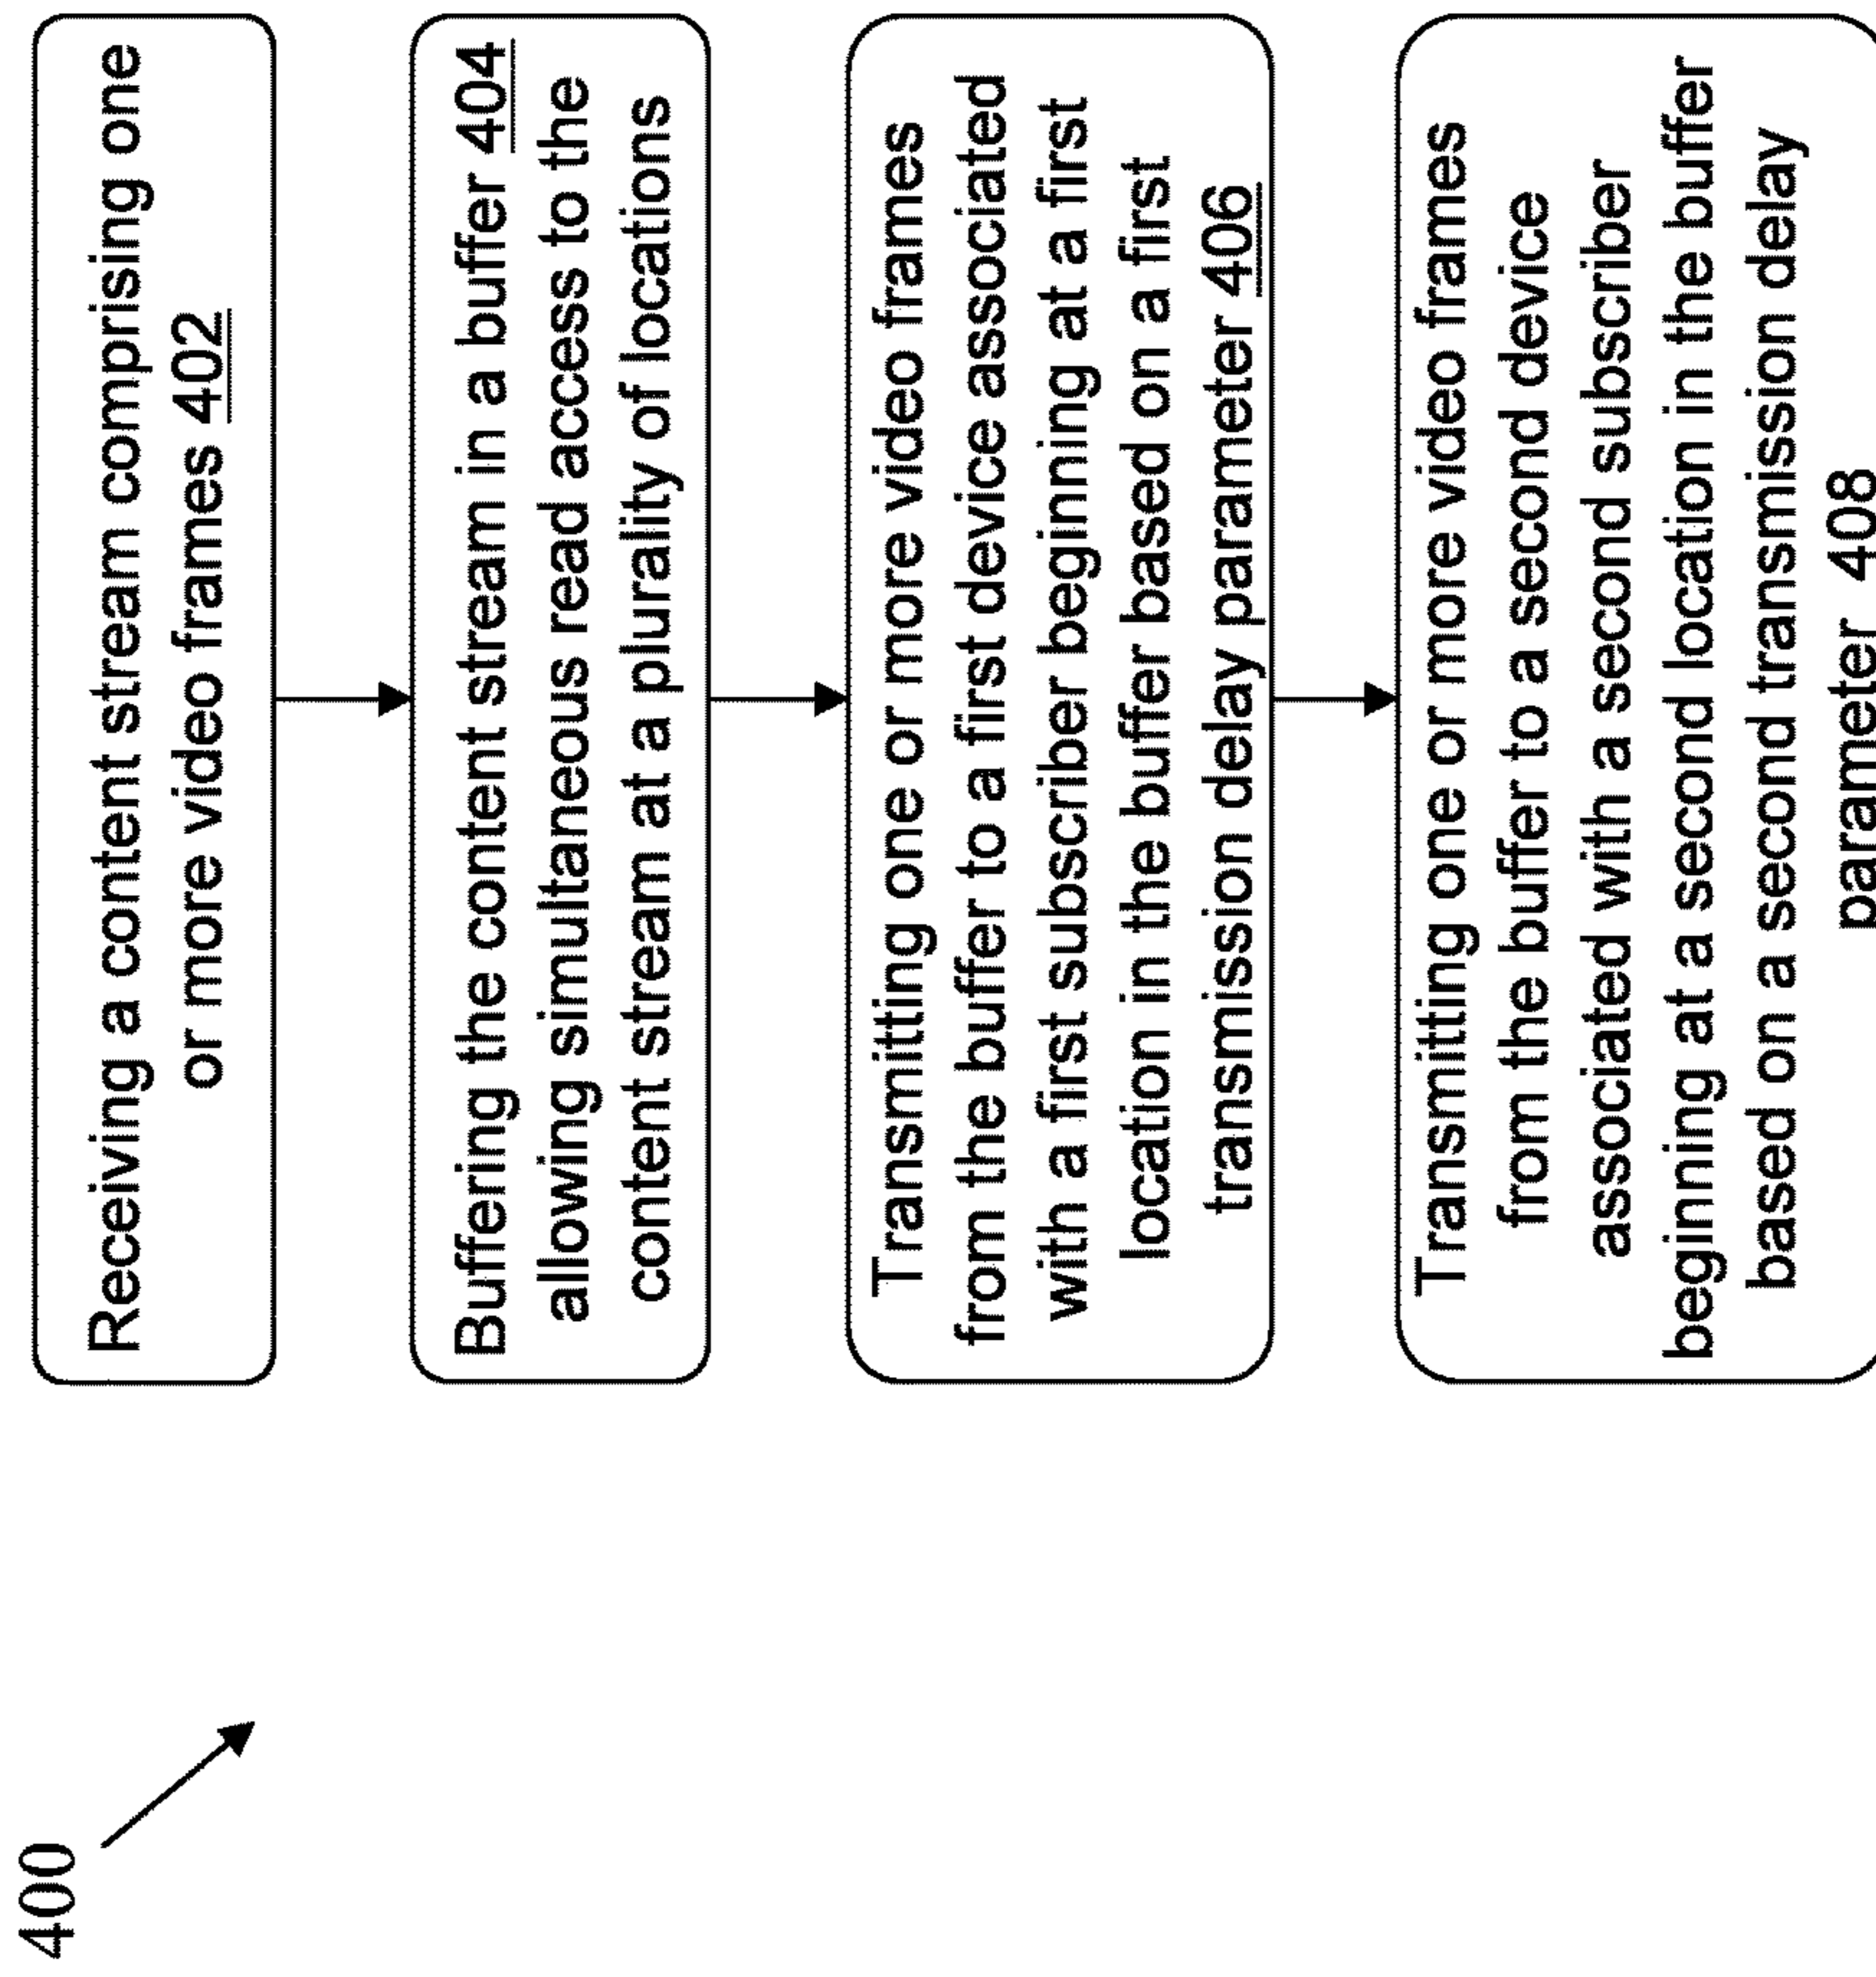 400
Receiving a content stream comprising one
or more video frames 402
Buffering the content stream in a buffer 404
allowing simultaneous read access to the
content stream at a plurality of locations
Transmitting one or more video frames
from the buffer to a first device associated
with a first subscriber beginning at a first
location in the buffer based on a first
transmission delay parameter 406
Transmitting one or more video frames
from the buffer to a second device
associated with a second subscriber
beginning at a second location in the buffer
based on a second transmission delay
parameter 408